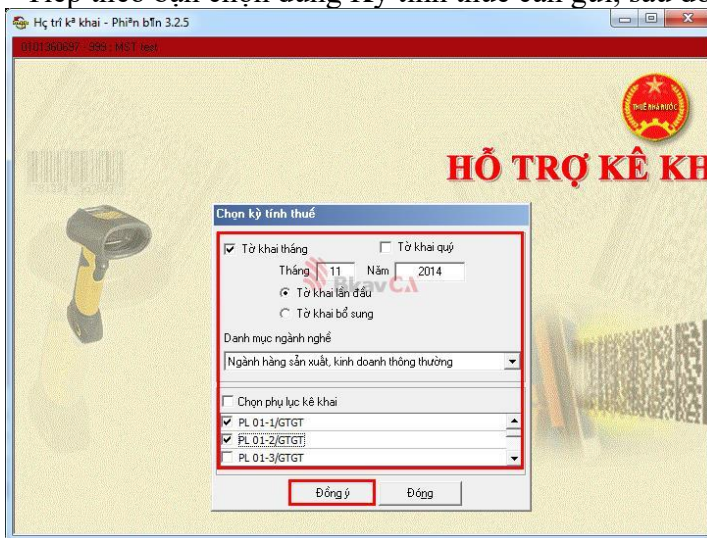 Tiếp theo bạn chọn đúng Kỳ tính thuế cần gửi, sau đó
Hç trî kª khai - Phiªn b¶n 3.2.5
0101360697 - 999 : MST test
THUẾ NHÀ NƯỚC
HỖ TRỢ KÊ KH
Chọn kỳ tính thuế
Tờ khai tháng Tờ khai quý
Tháng 11 Năm 2014
BkavCA
Tờ khai lần đầu
Tờ khai bổ sung
Danh mục ngành nghề
Ngành hàng sản xuất, kinh doanh thông thường
Chọn phụ lục kê khai
PL 01-1/GTGT
PL 01-2/GTGT
PL 01-3/GTGT
Đồng ý Đóng